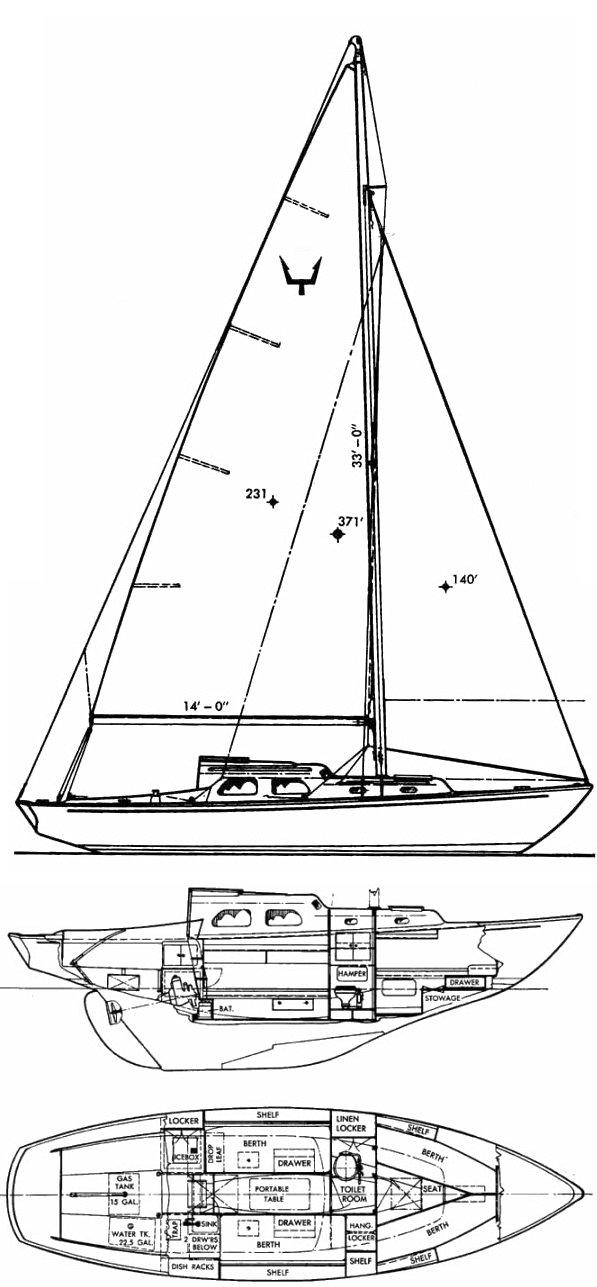 33'-0"
231
371'
140'
14'-0"
HAMPER
DRAWER
STOWAGE
BAT.
LOCKER
SHELF
LINEN
LOCKER
SHELF
ICEBOX
DROP
LEAF
BERTH
DRAWER
BERTH
GAS
TANK
15 GAL.
PORTABLE
TABLE
TOILET
ROOM
SEAT
WATER TK.
22.5 GAL.
TRAP
SINK
2 DRW'RS
BELOW
DRAWER
BERTH
HANG.
LOCKER
BERTH
DISH RACKS
SHELF
SHELF
SHELF